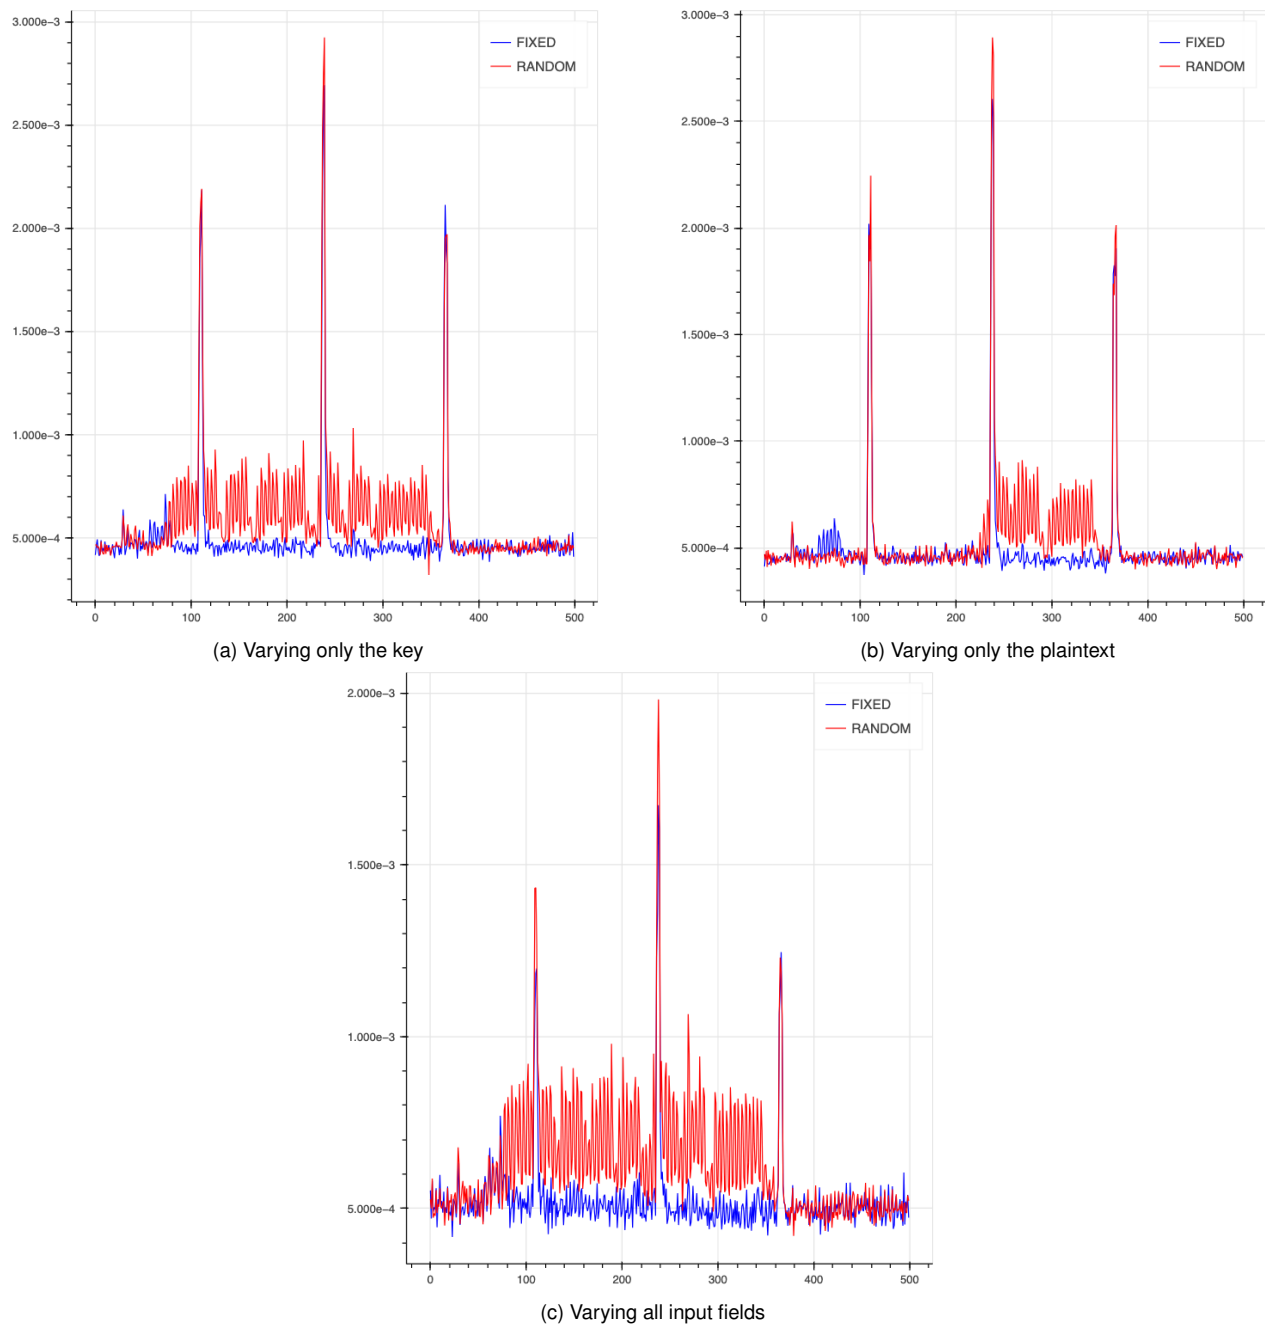 3.000e-3
2.500e-3
2.000e-3
1.500e-3
1.000e-3
5.000e-4
0 100 200 300 400 500
FIXED
RANDOM
(a) Varying only the key
3.000e-3
2.500e-3
2.000e-3
1.500e-3
1.000e-3
5.000e-4
0 100 200 300 400 500
FIXED
RANDOM
(b) Varying only the plaintext
2.000e-3
1.500e-3
1.000e-3
5.000e-4
0 100 200 300 400 500
FIXED
RANDOM
(c) Varying all input fields